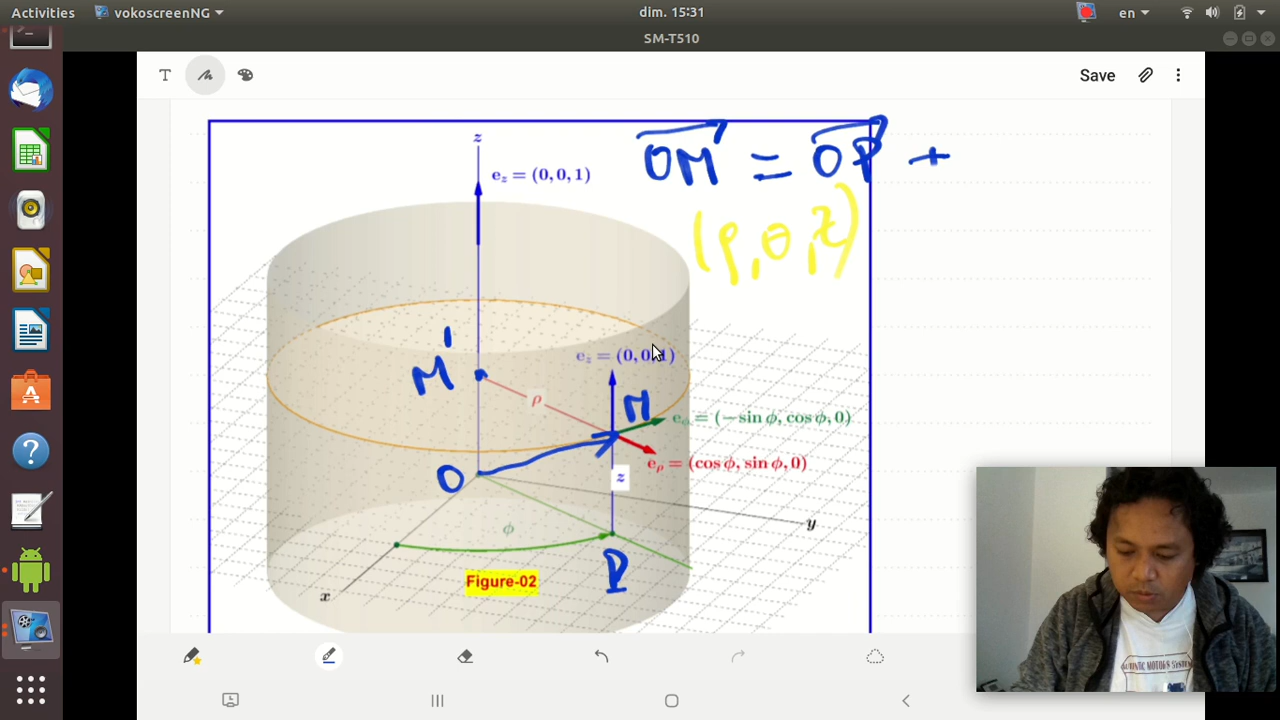 Activities vokoscreenNG dim. 15:31 en
SM-T510
T Save
z
e_z = (0, 0, 1)
OM = OP +
(ρ, θ, z)
M'
e_z = (0, 0, 1)
ρ
M
e_ϕ = (−sin ϕ, cos ϕ, 0)
e_ρ = (cos ϕ, sin ϕ, 0)
O
z
y
ϕ
P
Figure-02
x